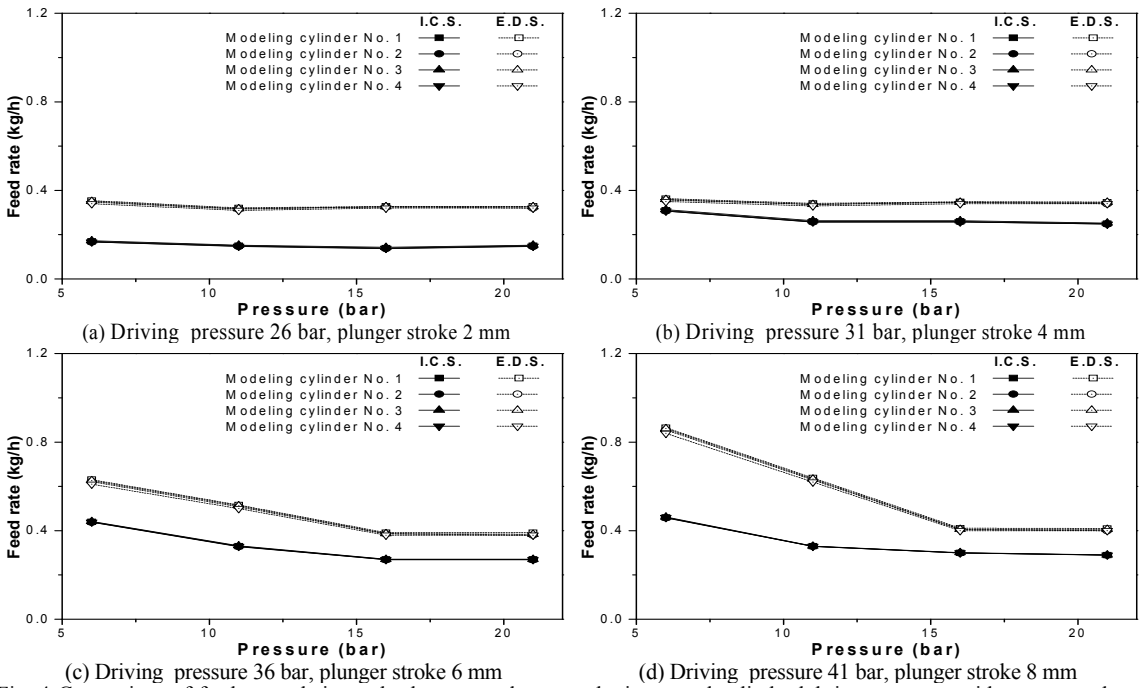 1.2
I.C.S. E.D.S.
Modeling cylinder No. 1
Modeling cylinder No. 2
Modeling cylinder No. 3
Modeling cylinder No. 4
0.8
0.4
0.0
Feed rate (kg/h)
5 10 15 20
Pressure (bar)
(a) Driving pressure 26 bar, plunger stroke 2 mm
1.2
I.C.S. E.D.S.
Modeling cylinder No. 1
Modeling cylinder No. 2
Modeling cylinder No. 3
Modeling cylinder No. 4
0.8
0.4
0.0
Feed rate (kg/h)
5 10 15 20
Pressure (bar)
(b) Driving pressure 31 bar, plunger stroke 4 mm
1.2
I.C.S. E.D.S.
Modeling cylinder No. 1
Modeling cylinder No. 2
Modeling cylinder No. 3
Modeling cylinder No. 4
0.8
0.4
0.0
Feed rate (kg/h)
5 10 15 20
Pressure (bar)
(c) Driving pressure 36 bar, plunger stroke 6 mm
1.2
I.C.S. E.D.S.
Modeling cylinder No. 1
Modeling cylinder No. 2
Modeling cylinder No. 3
Modeling cylinder No. 4
0.8
0.4
0.0
Feed rate (kg/h)
5 10 15 20
Pressure (bar)
(d) Driving pressure 41 bar, plunger stroke 8 mm